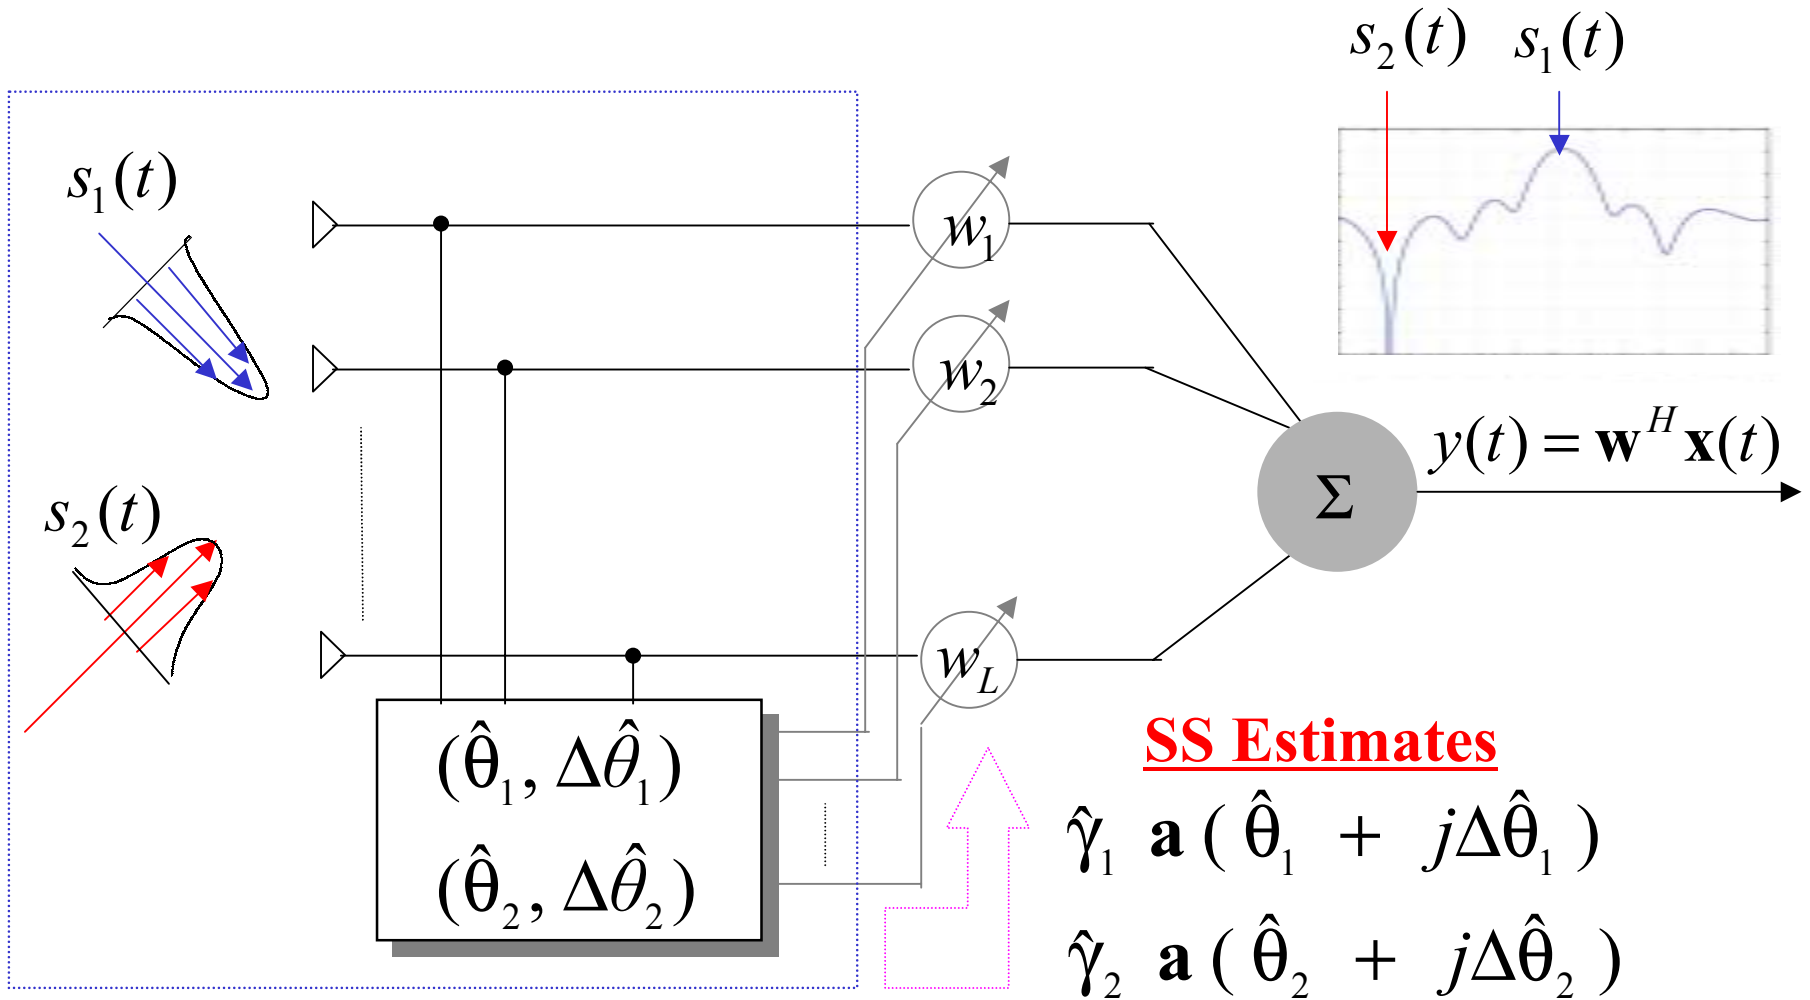 s₂(t) s₁(t)
s₁(t)
w₁
w₂
y(t) = w^H x(t)
Σ
s₂(t)
w_L
SS Estimates
(θ̂₁, Δθ̂₁)
γ̂₁ a ( θ̂₁ + jΔθ̂₁ )
(θ̂₂, Δθ̂₂)
γ̂₂ a ( θ̂₂ + jΔθ̂₂ )